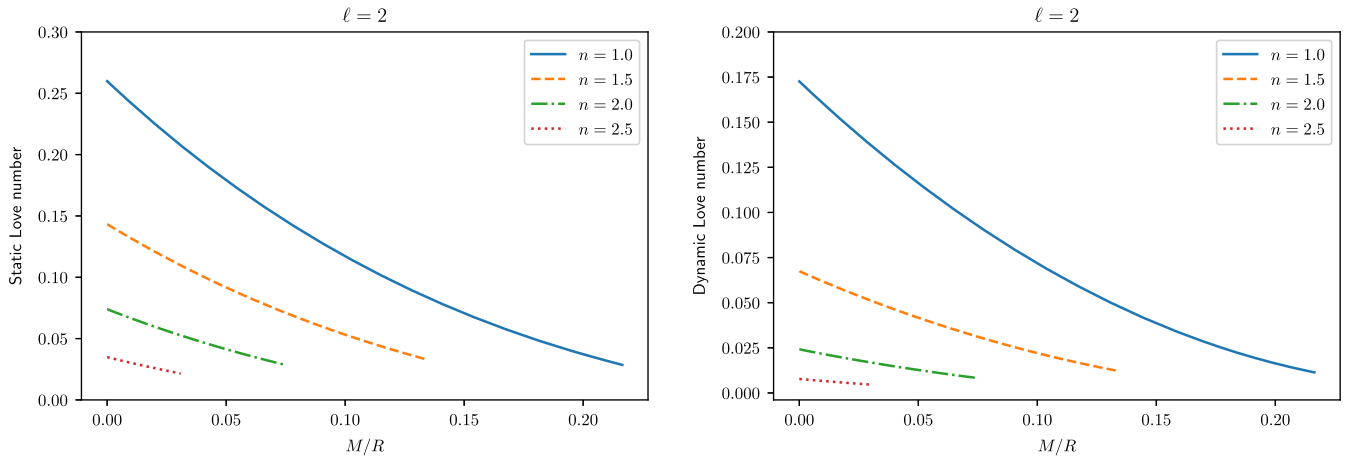 ℓ = 2
Static Love number
0.30
0.25
0.20
0.15
0.10
0.05
0.00
n = 1.0
n = 1.5
n = 2.0
n = 2.5
0.00 0.05 0.10 0.15 0.20
M/R
ℓ = 2
Dynamic Love number
0.200
0.175
0.150
0.125
0.100
0.075
0.050
0.025
0.000
n = 1.0
n = 1.5
n = 2.0
n = 2.5
0.00 0.05 0.10 0.15 0.20
M/R